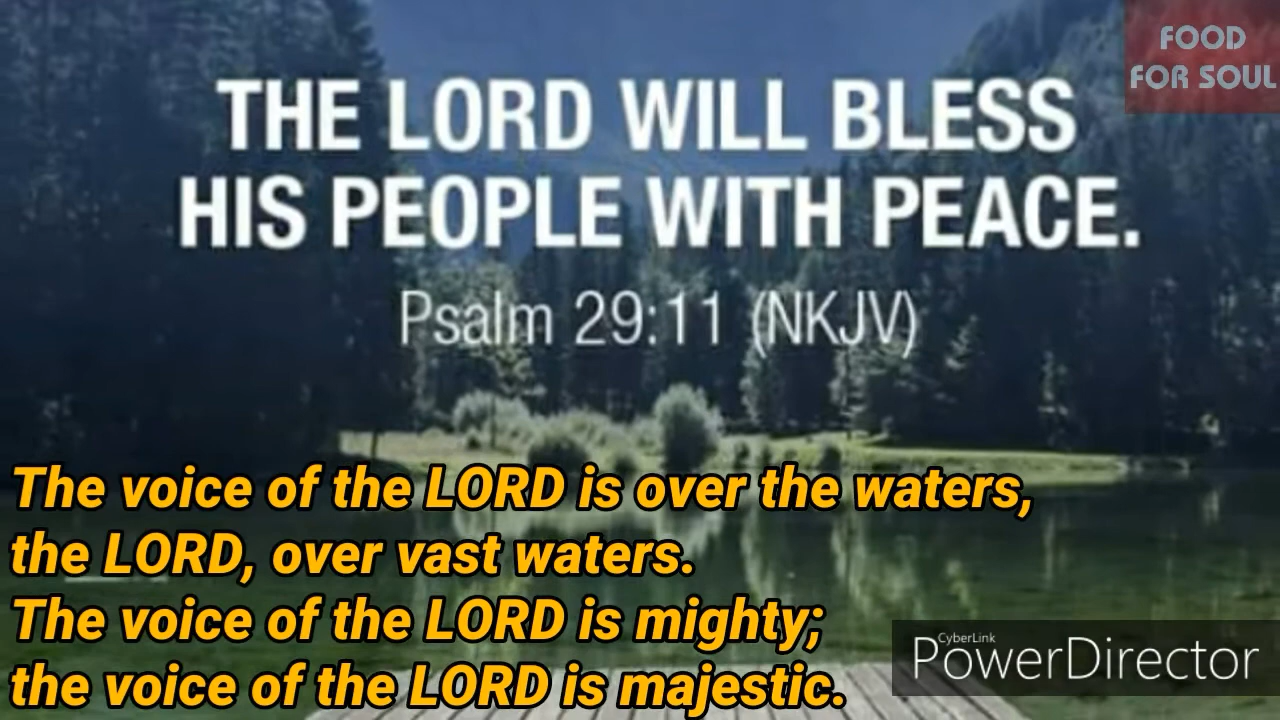 FOOD
FOR SOUL
THE LORD WILL BLESS
HIS PEOPLE WITH PEACE.
Psalm 29:11 (NKJV)
The voice of the LORD is over the waters,
the LORD, over vast waters.
The voice of the LORD is mighty;
the voice of the LORD is majestic.
CyberLink
PowerDirector